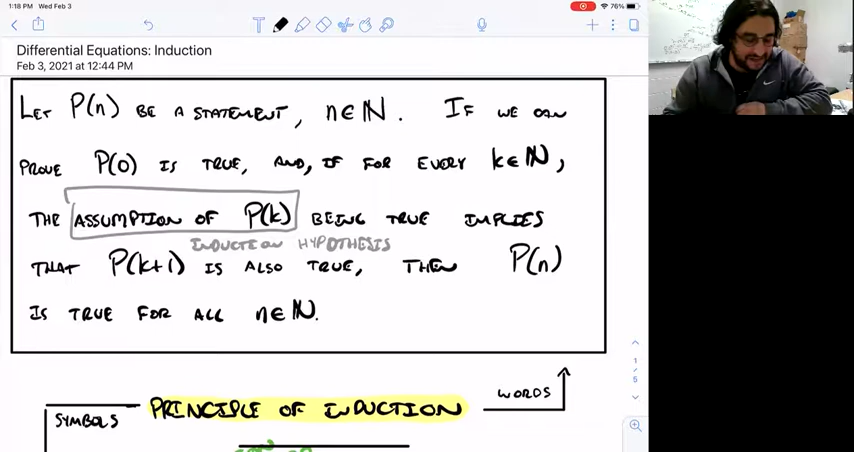 1:18 PM Wed Feb 3
76%
Differential Equations: Induction
Feb 3, 2021 at 12:44 PM
LET P(n) BE A STATEMENT, n∈ℕ. IF WE CAN
PROVE P(0) IS TRUE, AND, IF FOR EVERY k∈ℕ,
THE ASSUMPTION OF P(k) BEING TRUE IMPLIES
INDUCTION HYPOTHESIS
THAT P(k+1) IS ALSO TRUE, THEN P(n)
IS TRUE FOR ALL n∈ℕ.
1
/
5
WORDS
SYMBOLS PRINCIPLE OF INDUCTION